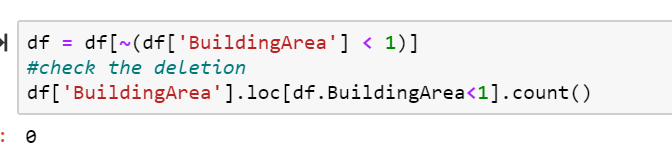 df = df[~(df['BuildingArea'] < 1)]
#check the deletion
df['BuildingArea'].loc[df.BuildingArea<1].count()
: 0